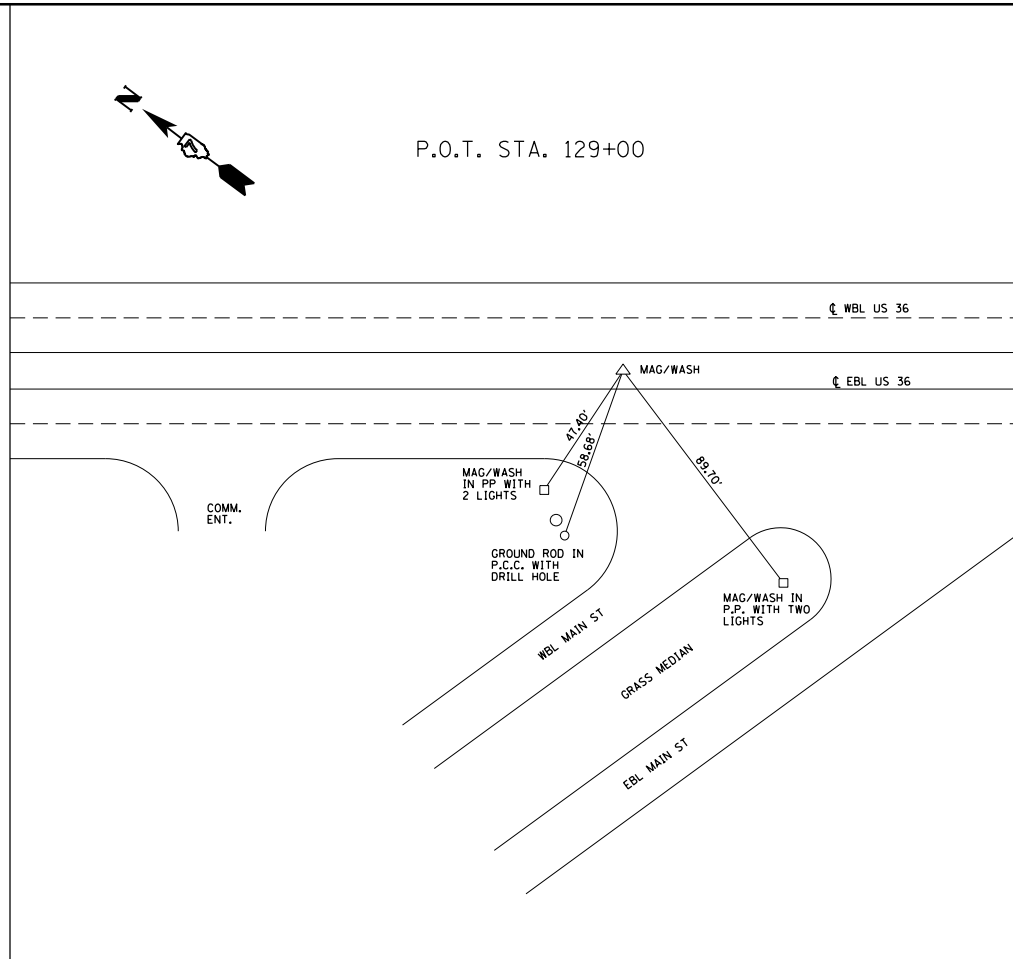 N
P.O.T. STA. 129+00
℄ WBL US 36
MAG/WASH
℄ EBL US 36
47.40'
58.68'
89.70'
MAG/WASH
IN PP WITH
2 LIGHTS
COMM.
ENT.
GROUND ROD IN
P.C.C. WITH
DRILL HOLE
MAG/WASH IN
P.P. WITH TWO
LIGHTS
WBL MAIN ST
GRASS MEDIAN
EBL MAIN ST